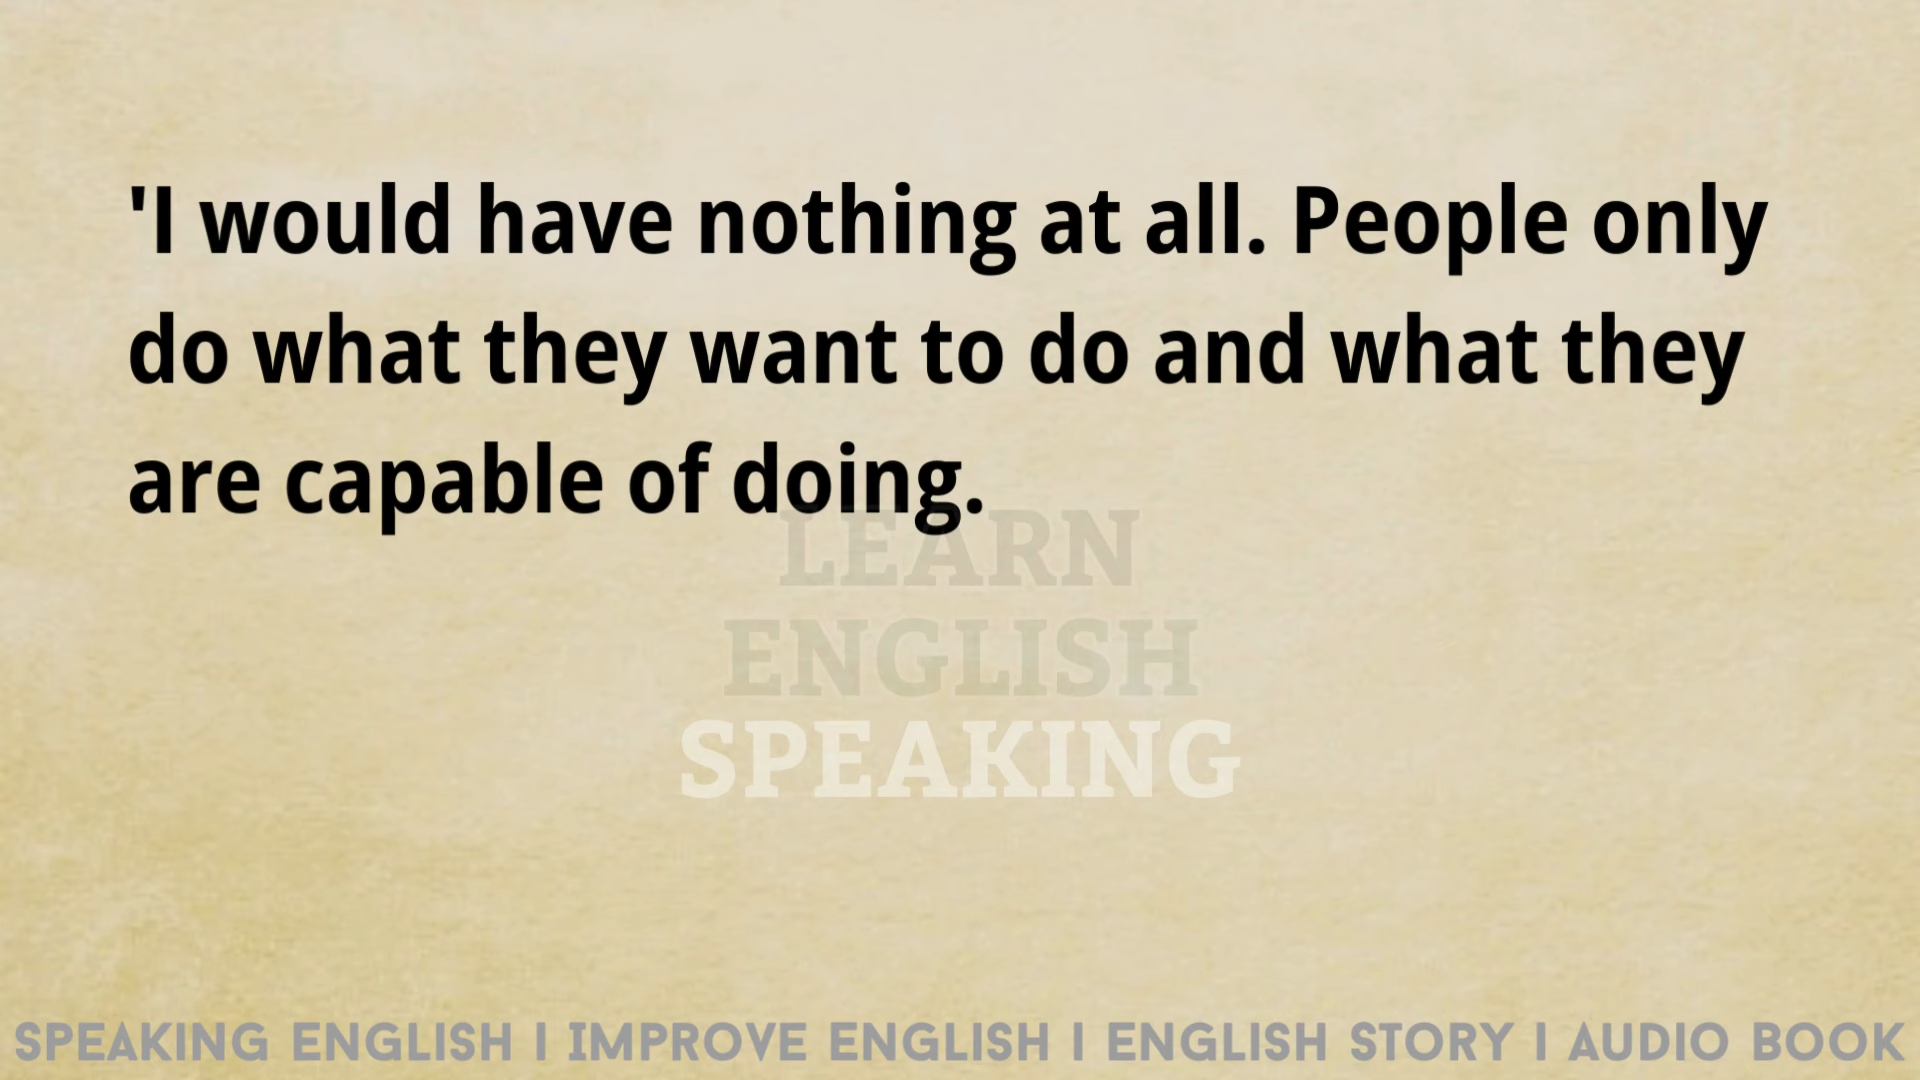 'I would have nothing at all. People only
do what they want to do and what they
are capable of doing.
LEARN
ENGLISH
SPEAKING
SPEAKING ENGLISH I IMPROVE ENGLISH I ENGLISH STORY I AUDIO BOOK